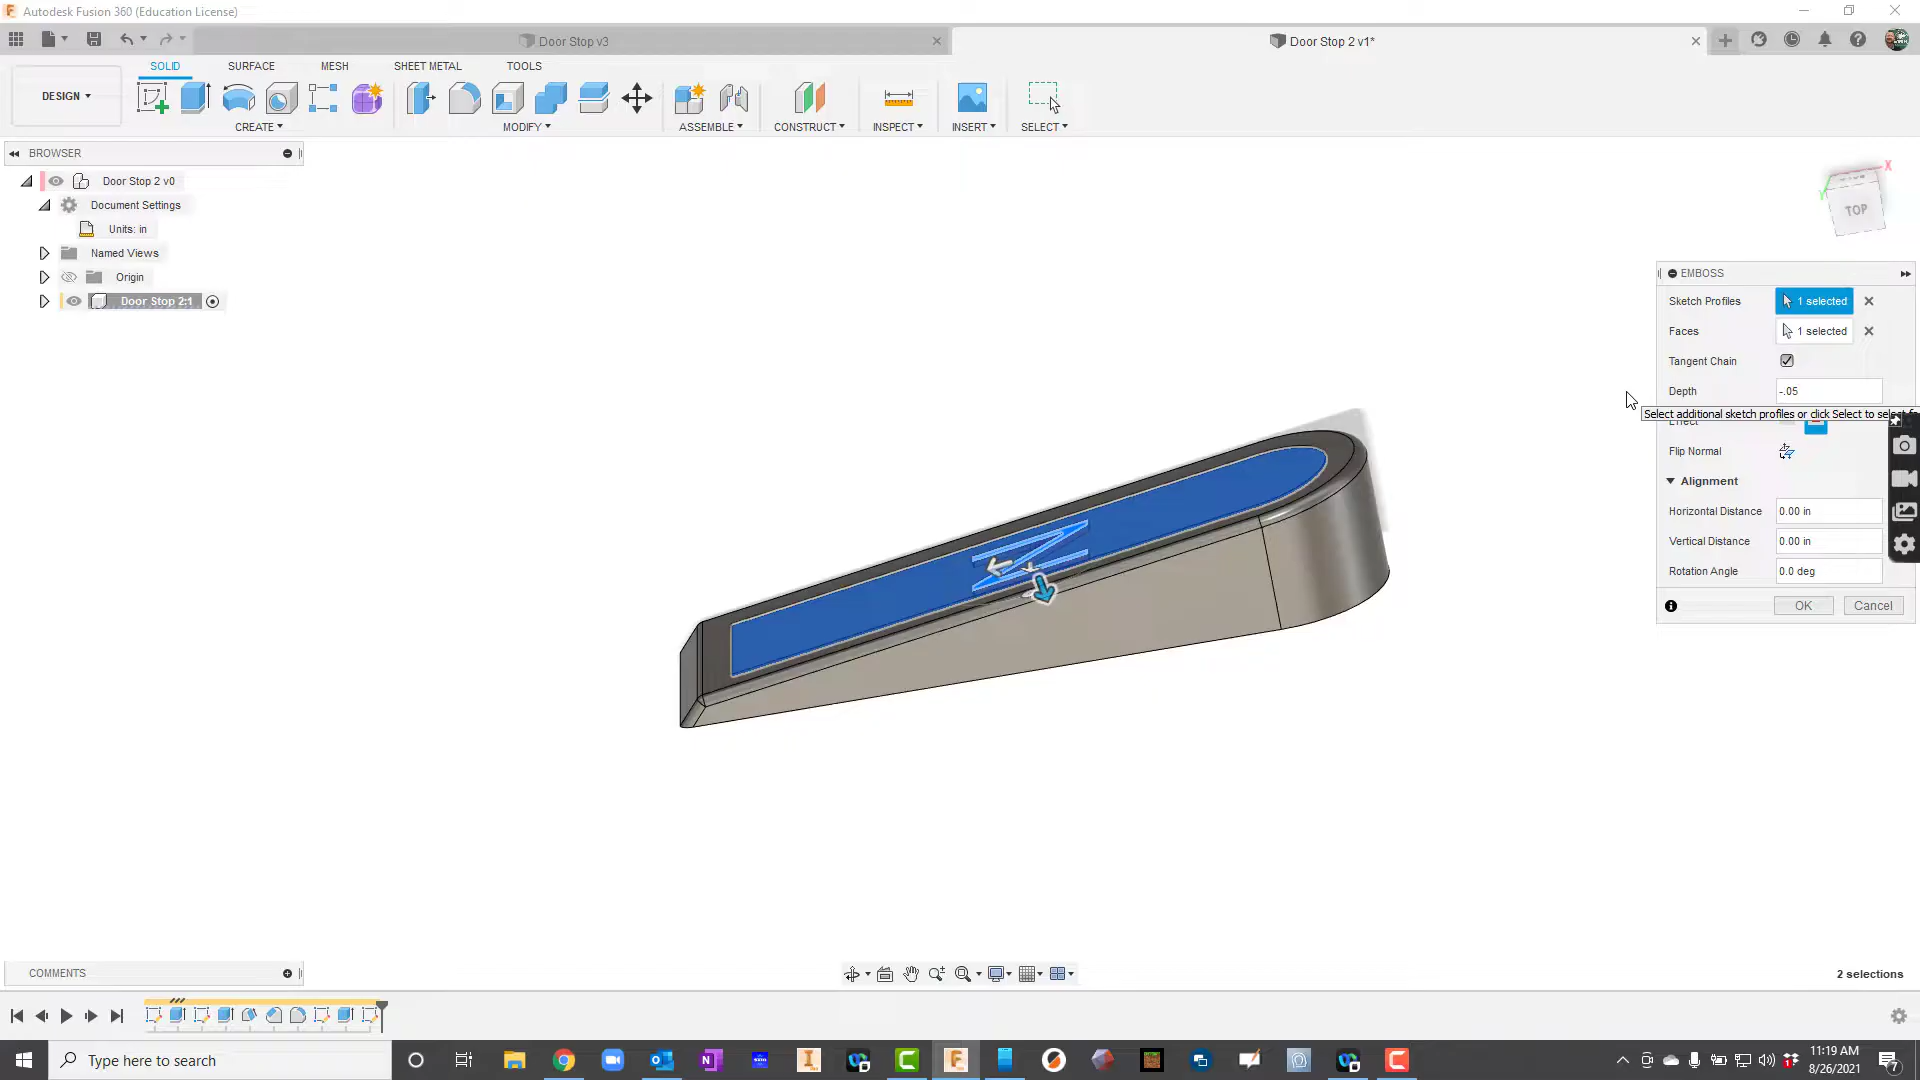 Autodesk Fusion 360 (Education License)
Door Stop v3
Door Stop 2 v1*
DESIGN
SOLID
SURFACE
MESH
SHEET METAL
TOOLS
CREATE
MODIFY
ASSEMBLE
CONSTRUCT
INSPECT
INSERT
SELECT
BROWSER
Door Stop 2 v0
Document Settings
Units: in
Named Views
Origin
Door Stop 2:1
X
Y
TOP
EMBOSS
Sketch Profiles
1 selected
Faces
1 selected
Tangent Chain
Depth
-.05
Select additional sketch profiles or click Select to select
Effect
Flip Normal
Alignment
Horizontal Distance
0.00 in
Vertical Distance
0.00 in
Rotation Angle
0.0 deg
OK
Cancel
COMMENTS
2 selections
Type here to search
11:19 AM
8/26/2021
7